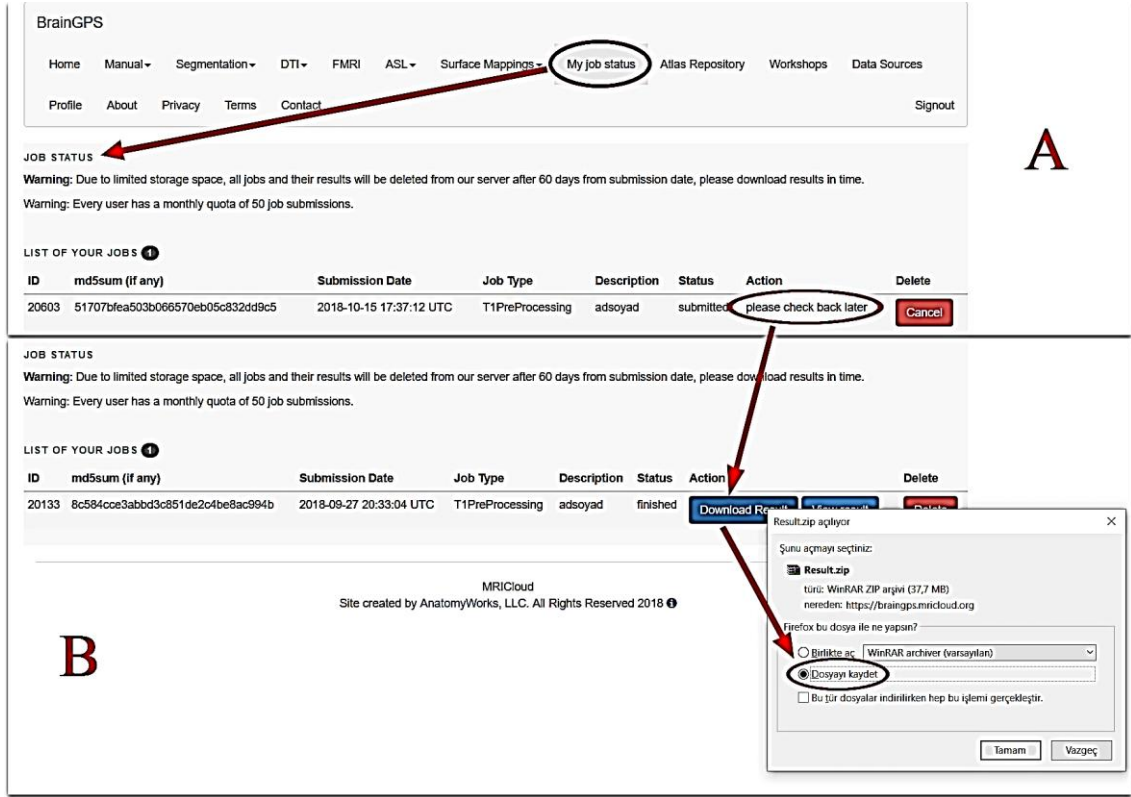 BrainGPS
Home Manual Segmentation DTI FMRI ASL Surface Mappings My job status Atlas Repository Workshops Data Sources
Profile About Privacy Terms Contact Signout
A
JOB STATUS
Warning: Due to limited storage space, all jobs and their results will be deleted from our server after 60 days from submission date, please download results in time.
Warning: Every user has a monthly quota of 50 job submissions.
LIST OF YOUR JOBS 1
ID md5sum (if any) Submission Date Job Type Description Status Action Delete
20603 51707bfea503b066570eb05c832dd9c5 2018-10-15 17:37:12 UTC T1PreProcessing adsoyad submitted please check back later Cancel
JOB STATUS
Warning: Due to limited storage space, all jobs and their results will be deleted from our server after 60 days from submission date, please download results in time.
Warning: Every user has a monthly quota of 50 job submissions.
LIST OF YOUR JOBS 1
ID md5sum (if any) Submission Date Job Type Description Status Action Delete
20133 8c584cce3abbd3c851de2c4be8ac994b 2018-09-27 20:33:04 UTC T1PreProcessing adsoyad finished Download Result View result Delete
MRICloud
Site created by AnatomyWorks, LLC. All Rights Reserved 2018
B
Result.zip açılıyor
Şunu açmayı seçtiniz:
Result.zip
türü: WinRAR ZIP arşivi (37,7 MB)
nereden: https://braingps.mricloud.org
Firefox bu dosya ile ne yapsın?
Birlikte aç WinRAR archiver (varsayılan)
Dosyayı kaydet
Bu tür dosyalar indirilirken hep bu işlemi gerçekleştir.
Tamam Vazgeç